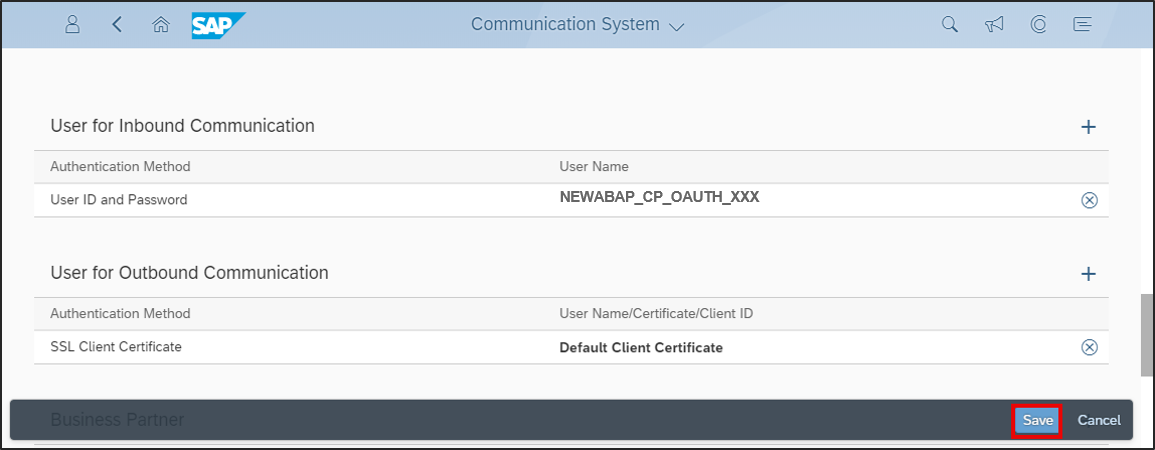 SAP Communication System
User for Inbound Communication
Authentication Method User Name
User ID and Password NEWABAP_CP_OAUTH_XXX
User for Outbound Communication
Authentication Method User Name/Certificate/Client ID
SSL Client Certificate Default Client Certificate
Business Partner Save Cancel